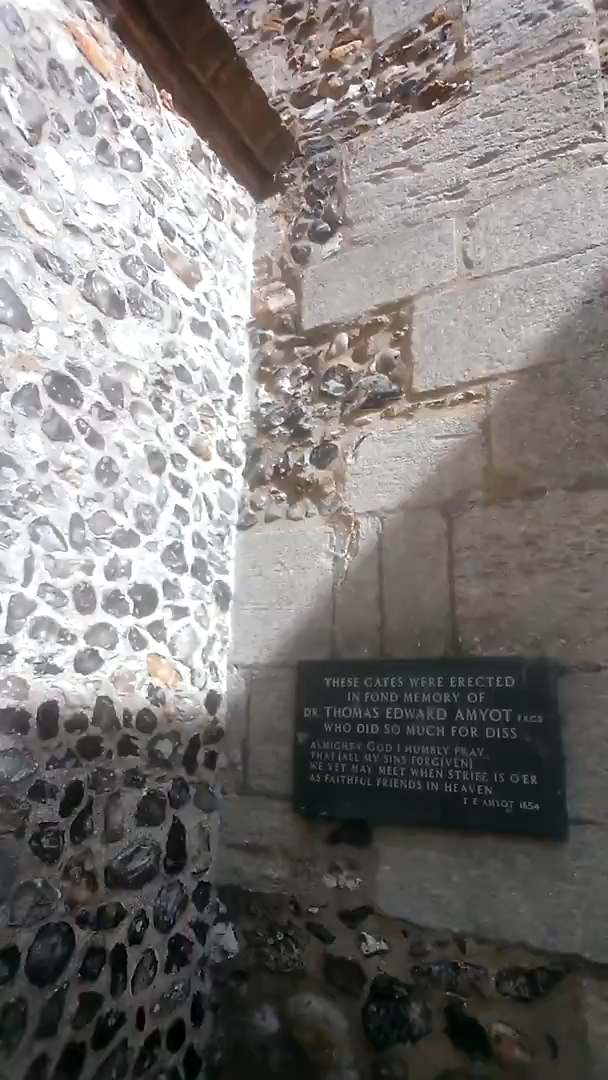 THESE GATES WERE ERECTED
IN FOND MEMORY OF
DR THOMAS EDWARD AMYOT F.R.C.S
WHO DID SO MUCH FOR DISS
ALMIGHTY GOD I HUMBLY PRAY
THAT (ALL MY SINS FORGIVEN)
WE YET MAY MEET WHEN STRIFE IS O'ER
AS FAITHFUL FRIENDS IN HEAVEN
T E AMYOT 1854